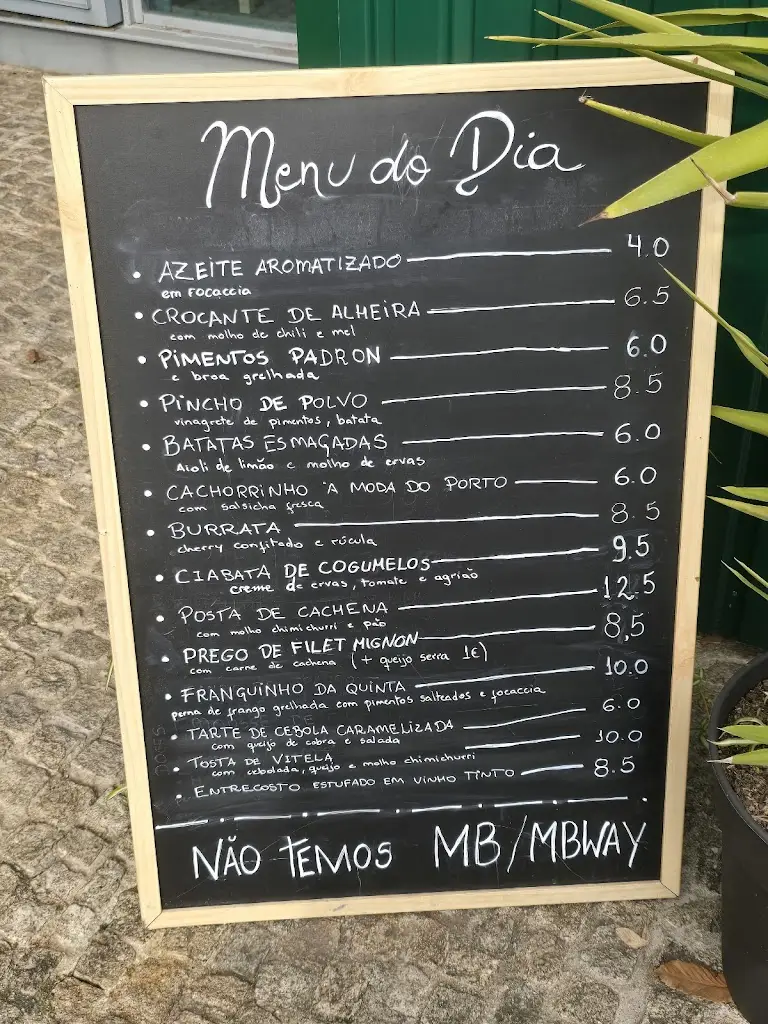 Menu do Dia
• AZEITE AROMATIZADO 4.0
em focaccia
• CROCANTE DE ALHEIRA 6.5
com molho de chili e mel
• PIMENTOS PADRON 6.0
e broa grelhada
• PINCHO DE POLVO 8.5
vinagrete de pimentos, batata
• BATATAS ESMAGADAS 6.0
Aioli de limão e molho de ervas
• CACHORRINHO À MODA DO PORTO 6.0
com salsicha fresca
• BURRATA 8.5
cherry confitado e rúcula
• CIABATA DE COGUMELOS 9.5
creme de ervas, tomate e agrião
• POSTA DE CACHENA 12.5
com molho chimichurri e pão
• PREGO DE FILET MIGNON 8,5
com carne de cachena (+ queijo serra 1€)
• FRANGUINHO DA QUINTA 10.0
perna de frango grelhada com pimentos salteados e focaccia
• TARTE DE CEBOLA CARAMELIZADA 6.0
com queijo de cabra e salada
• TOSTA DE VITELA 10.0
com cebolada, queijo e molho chimichurri
• ENTRECOSTO ESTUFADO EM VINHO TINTO 8.5
NÃO TEMOS MB/MBWAY